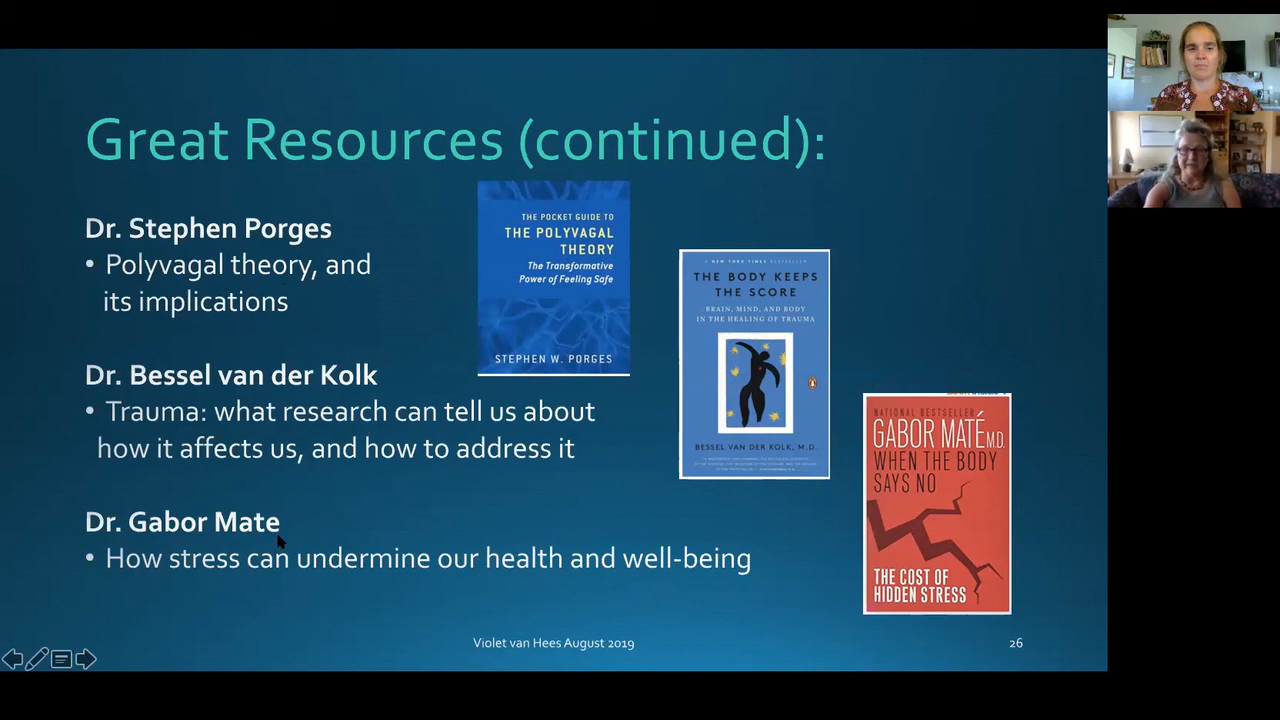 Great Resources (continued):
Dr. Stephen Porges
• Polyvagal theory, and
its implications
Dr. Bessel van der Kolk
• Trauma: what research can tell us about
how it affects us, and how to address it
Dr. Gabor Mate
• How stress can undermine our health and well-being
THE POCKET GUIDE TO
THE POLYVAGAL
THEORY
The Transformative
Power of Feeling Safe
STEPHEN W. PORGES
A NEW YORK TIMES BESTSELLER
THE BODY KEEPS
THE SCORE
BRAIN, MIND, AND BODY
IN THE HEALING OF TRAUMA
BESSEL VAN DER KOLK, M.D.
NATIONAL BESTSELLER
GABOR MATÉ M.D.
WHEN THE BODY
SAYS NO
THE COST OF
HIDDEN STRESS
Violet van Hees August 2019
26